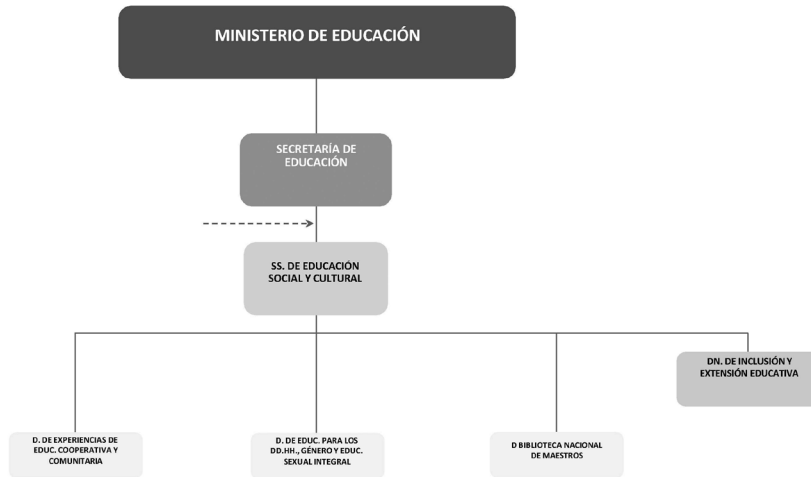 MINISTERIO DE EDUCACIÓN
SECRETARÍA DE
EDUCACIÓN
SS. DE EDUCACIÓN
SOCIAL Y CULTURAL
DN. DE INCLUSIÓN Y
EXTENSIÓN EDUCATIVA
D. DE EXPERIENCIAS DE
EDUC. COOPERATIVA Y
COMUNITARIA
D. DE EDUC. PARA LOS
DD.HH., GÉNERO Y EDUC.
SEXUAL INTEGRAL
D BIBLIOTECA NACIONAL
DE MAESTROS